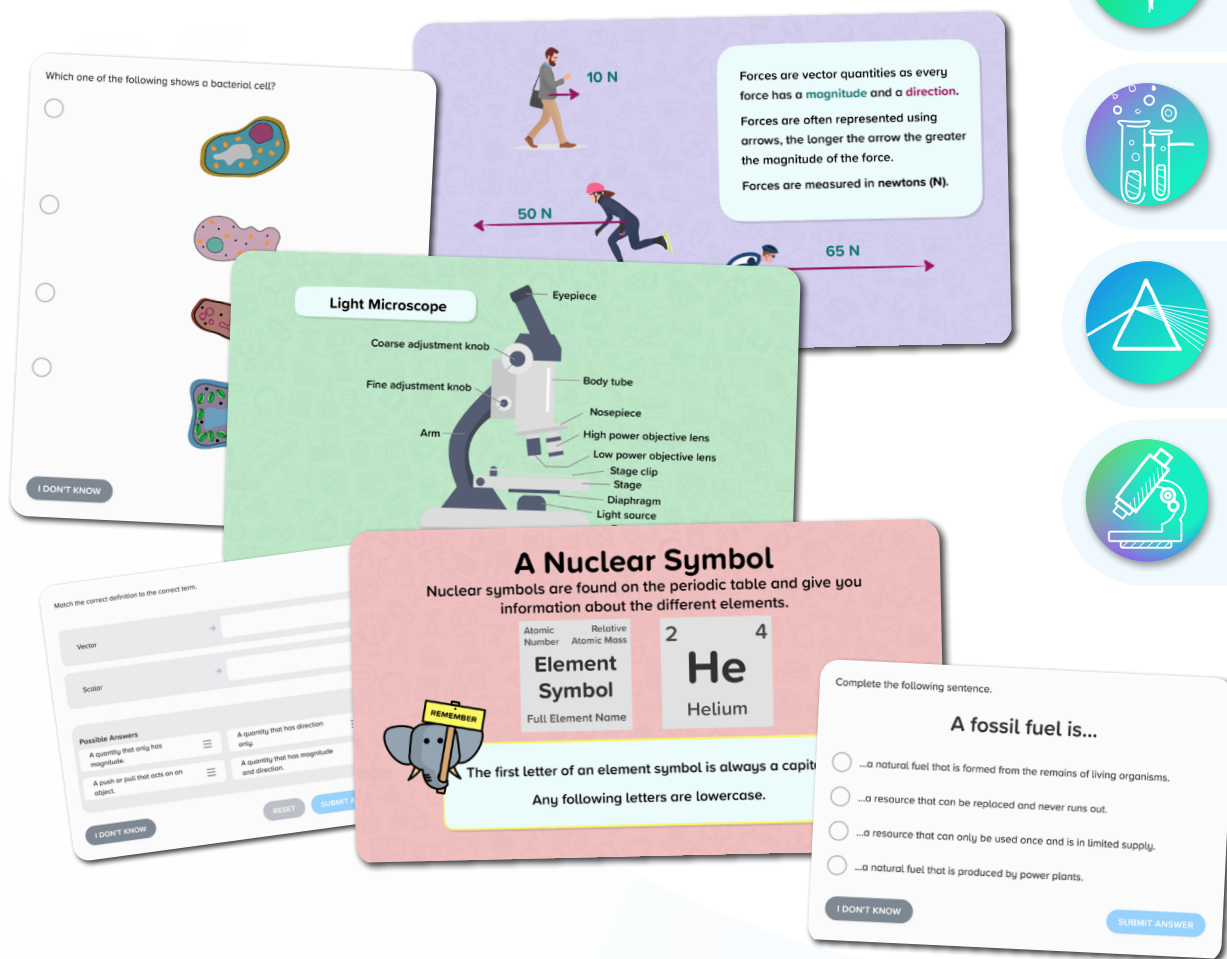 Which one of the following shows a bacterial cell?
I DON'T KNOW
10 N
50 N
65 N
Forces are vector quantities as every
force has a magnitude and a direction.
Forces are often represented using
arrows, the longer the arrow the greater
the magnitude of the force.
Forces are measured in newtons (N).
Light Microscope
Eyepiece
Coarse adjustment knob
Fine adjustment knob
Arm
Body tube
Nosepiece
High power objective lens
Low power objective lens
Stage clip
Stage
Diaphragm
Light source
Match the correct definition to the correct term.
Vector
Scalar
Possible Answers
A quantity that only has
magnitude.
A quantity that has direction
only.
A push or pull that acts on an
object.
A quantity that has magnitude
and direction.
I DON'T KNOW
RESET
SUBMIT
A Nuclear Symbol
Nuclear symbols are found on the periodic table and give you
information about the different elements.
Atomic
Number
Relative
Atomic Mass
Element
Symbol
Full Element Name
2
4
He
Helium
REMEMBER
The first letter of an element symbol is always a
Any following letters are lowercase.
Complete the following sentence.
A fossil fuel is...
...a natural fuel that is formed from the remains of living organisms.
...a resource that can be replaced and never runs out.
...a resource that can only be used once and is in limited supply.
...a natural fuel that is produced by power plants.
I DON'T KNOW
SUBMIT ANSWER